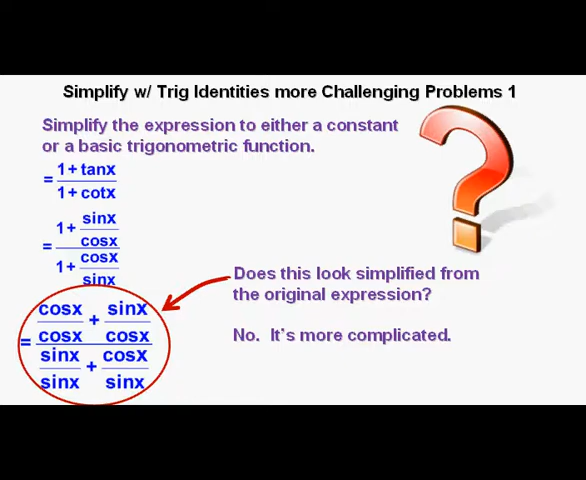 Simplify w/ Trig Identities more Challenging Problems 1
Simplify the expression to either a constant
or a basic trigonometric function.
= (1 + tanx)/(1 + cotx)
= (1 + sinx/cosx)/(1 + cosx/sinx)
= (cosx/cosx + sinx/cosx)/(sinx/sinx + cosx/sinx)
Does this look simplified from
the original expression?
No. It's more complicated.